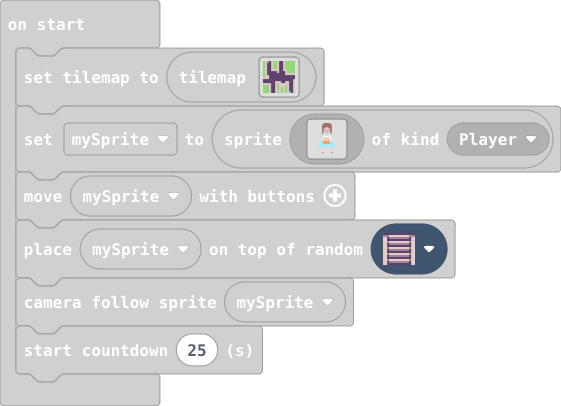 on start
set tilemap to tilemap
set mySprite to sprite of kind Player
move mySprite with buttons
place mySprite on top of random
camera follow sprite mySprite
start countdown 25 (s)